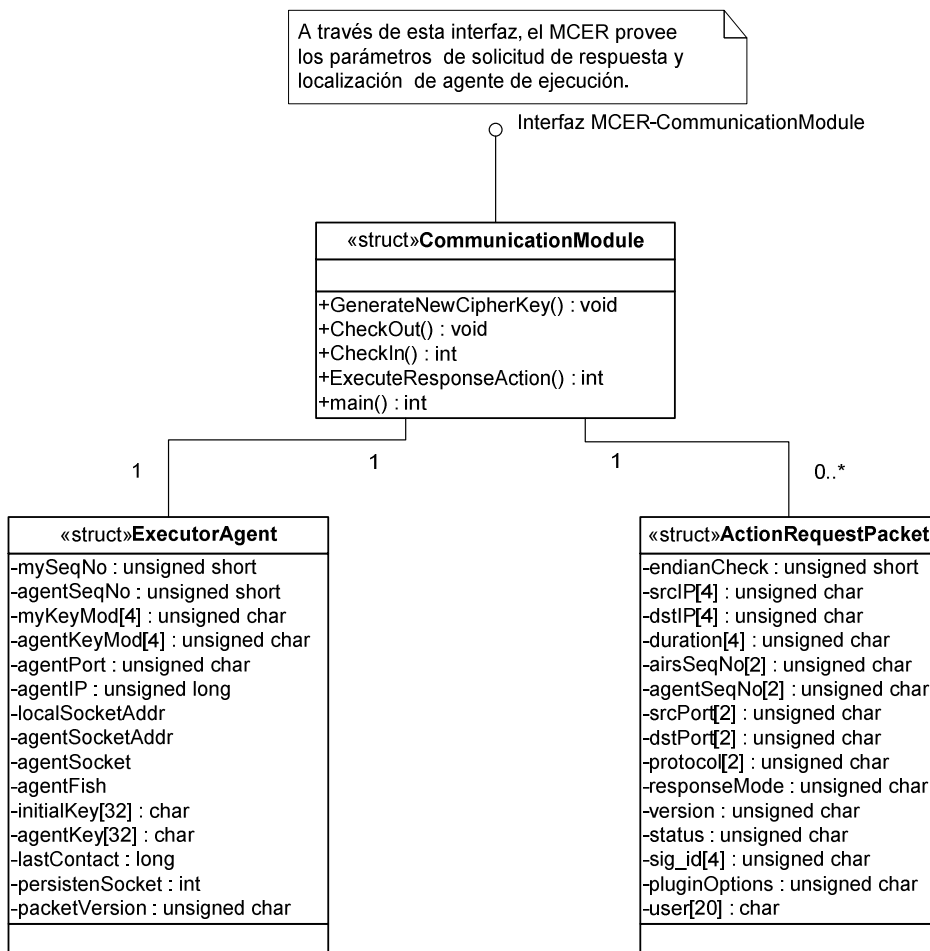 A través de esta interfaz, el MCER provee
los parámetros de solicitud de respuesta y
localización de agente de ejecución.
Interfaz MCER-CommunicationModule
«struct»CommunicationModule
+GenerateNewCipherKey() : void
+CheckOut() : void
+CheckIn() : int
+ExecuteResponseAction() : int
+main() : int
1
1
1
0..*
«struct»ExecutorAgent
-mySeqNo : unsigned short
-agentSeqNo : unsigned short
-myKeyMod[4] : unsigned char
-agentKeyMod[4] : unsigned char
-agentPort : unsigned char
-agentIP : unsigned long
-localSocketAddr
-agentSocketAddr
-agentSocket
-agentFish
-initialKey[32] : char
-agentKey[32] : char
-lastContact : long
-persistenSocket : int
-packetVersion : unsigned char
«struct»ActionRequestPacket
-endianCheck : unsigned short
-srcIP[4] : unsigned char
-dstIP[4] : unsigned char
-duration[4] : unsigned char
-airsSeqNo[2] : unsigned char
-agentSeqNo[2] : unsigned char
-srcPort[2] : unsigned char
-dstPort[2] : unsigned char
-protocol[2] : unsigned char
-responseMode : unsigned char
-version : unsigned char
-status : unsigned char
-sig_id[4] : unsigned char
-pluginOptions : unsigned char
-user[20] : char